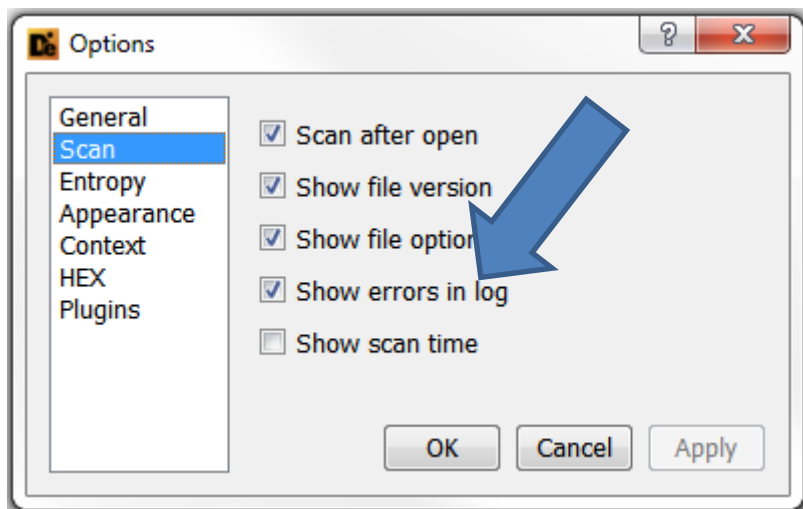 Options
General
Scan
Entropy
Appearance
Context
HEX
Plugins
Scan after open
Show file version
Show file option
Show errors in log
Show scan time
OK
Cancel
Apply